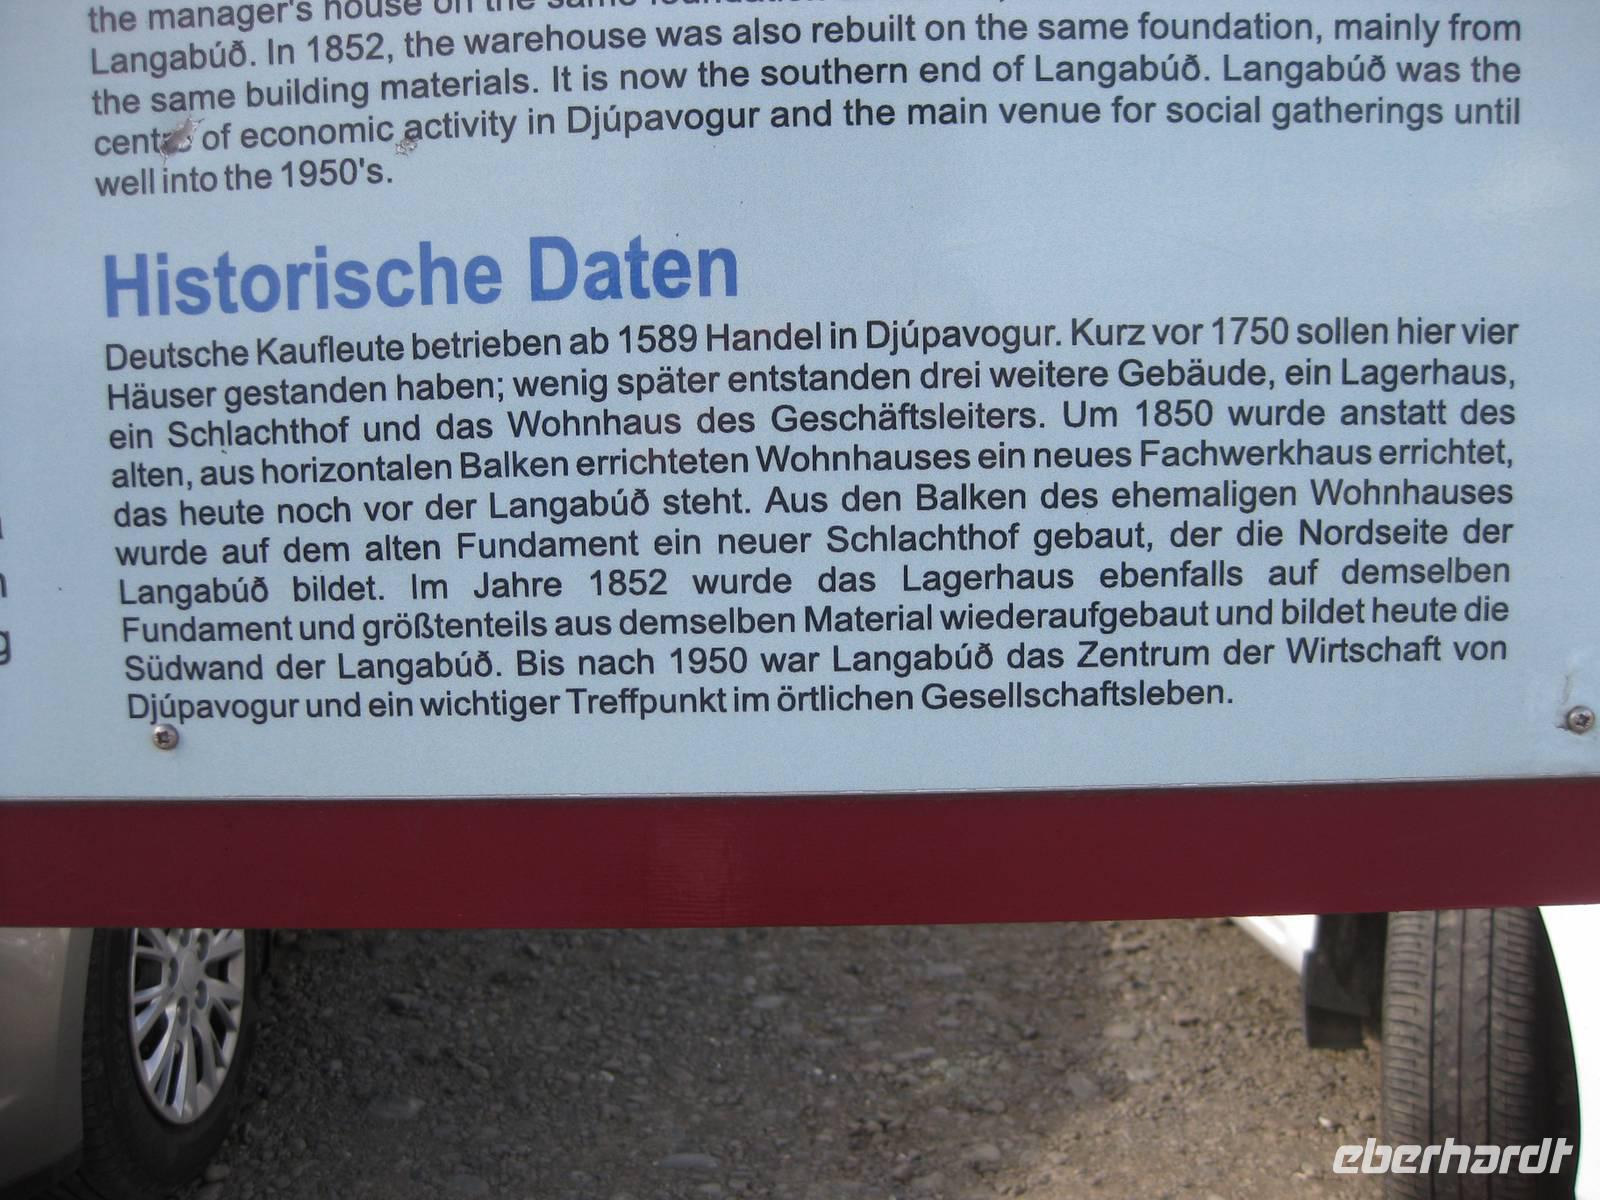 the manager's house on the same
Langabúð. In 1852, the warehouse was also rebuilt on the same foundation, mainly from
the same building materials. It is now the southern end of Langabúð. Langabúð was the
centre of economic activity in Djúpavogur and the main venue for social gatherings until
well into the 1950's.
Historische Daten
Deutsche Kaufleute betrieben ab 1589 Handel in Djúpavogur. Kurz vor 1750 sollen hier vier
Häuser gestanden haben; wenig später entstanden drei weitere Gebäude, ein Lagerhaus,
ein Schlachthof und das Wohnhaus des Geschäftsleiters. Um 1850 wurde anstatt des
alten, aus horizontalen Balken errichteten Wohnhauses ein neues Fachwerkhaus errichtet,
das heute noch vor der Langabúð steht. Aus den Balken des ehemaligen Wohnhauses
wurde auf dem alten Fundament ein neuer Schlachthof gebaut, der die Nordseite der
Langabúð bildet. Im Jahre 1852 wurde das Lagerhaus ebenfalls auf demselben
Fundament und größtenteils aus demselben Material wiederaufgebaut und bildet heute die
Südwand der Langabúð. Bis nach 1950 war Langabúð das Zentrum der Wirtschaft von
Djúpavogur und ein wichtiger Treffpunkt im örtlichen Gesellschaftsleben.
eberhardt